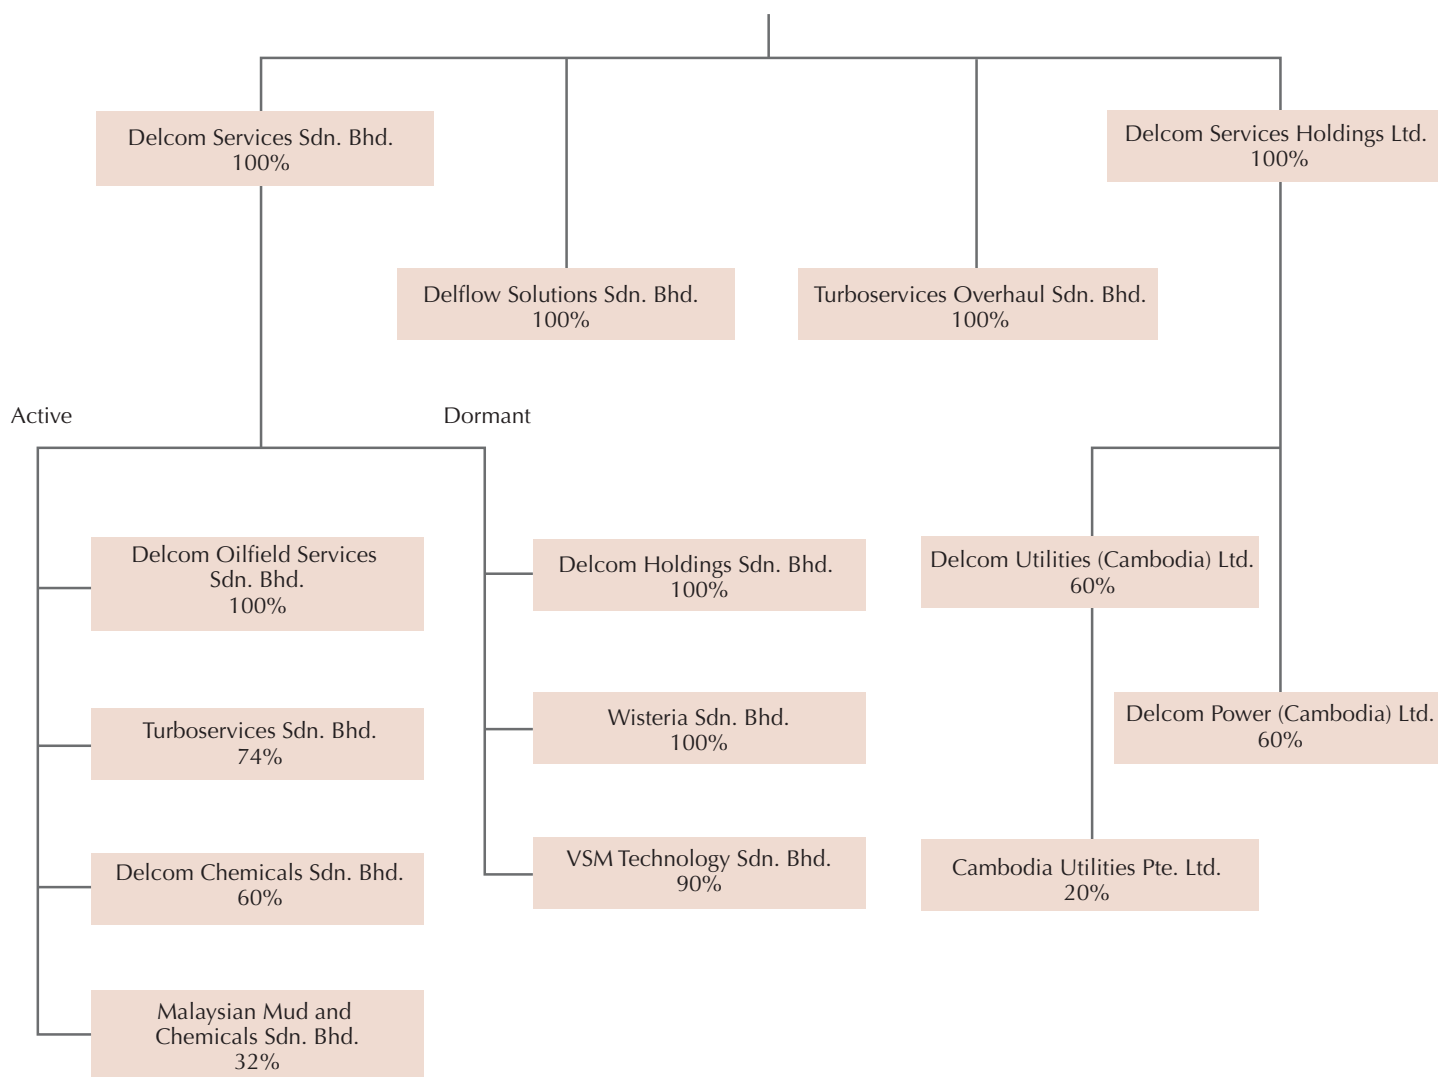 Delcom Services Sdn. Bhd.
100%
Delcom Services Holdings Ltd.
100%
Delflow Solutions Sdn. Bhd.
100%
Turboservices Overhaul Sdn. Bhd.
100%
Active
Dormant
Delcom Oilfield Services
Sdn. Bhd.
100%
Turboservices Sdn. Bhd.
74%
Delcom Chemicals Sdn. Bhd.
60%
Malaysian Mud and
Chemicals Sdn. Bhd.
32%
Delcom Holdings Sdn. Bhd.
100%
Wisteria Sdn. Bhd.
100%
VSM Technology Sdn. Bhd.
90%
Delcom Utilities (Cambodia) Ltd.
60%
Delcom Power (Cambodia) Ltd.
60%
Cambodia Utilities Pte. Ltd.
20%